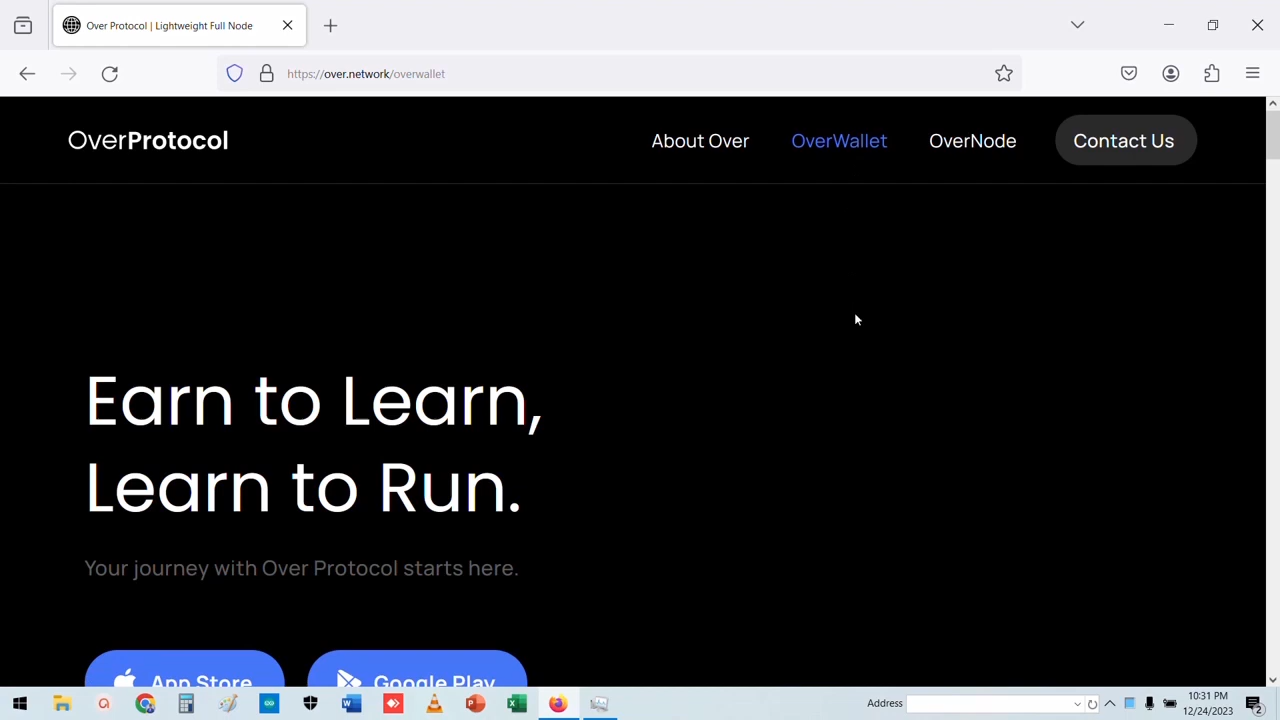 Over Protocol | Lightweight Full Node
https://over.network/overwallet
OverProtocol
About Over
OverWallet
OverNode
Contact Us
Earn to Learn,
Learn to Run.
Your journey with Over Protocol starts here.
App Store
Google Play
Address
10:31 PM
12/24/2023
2